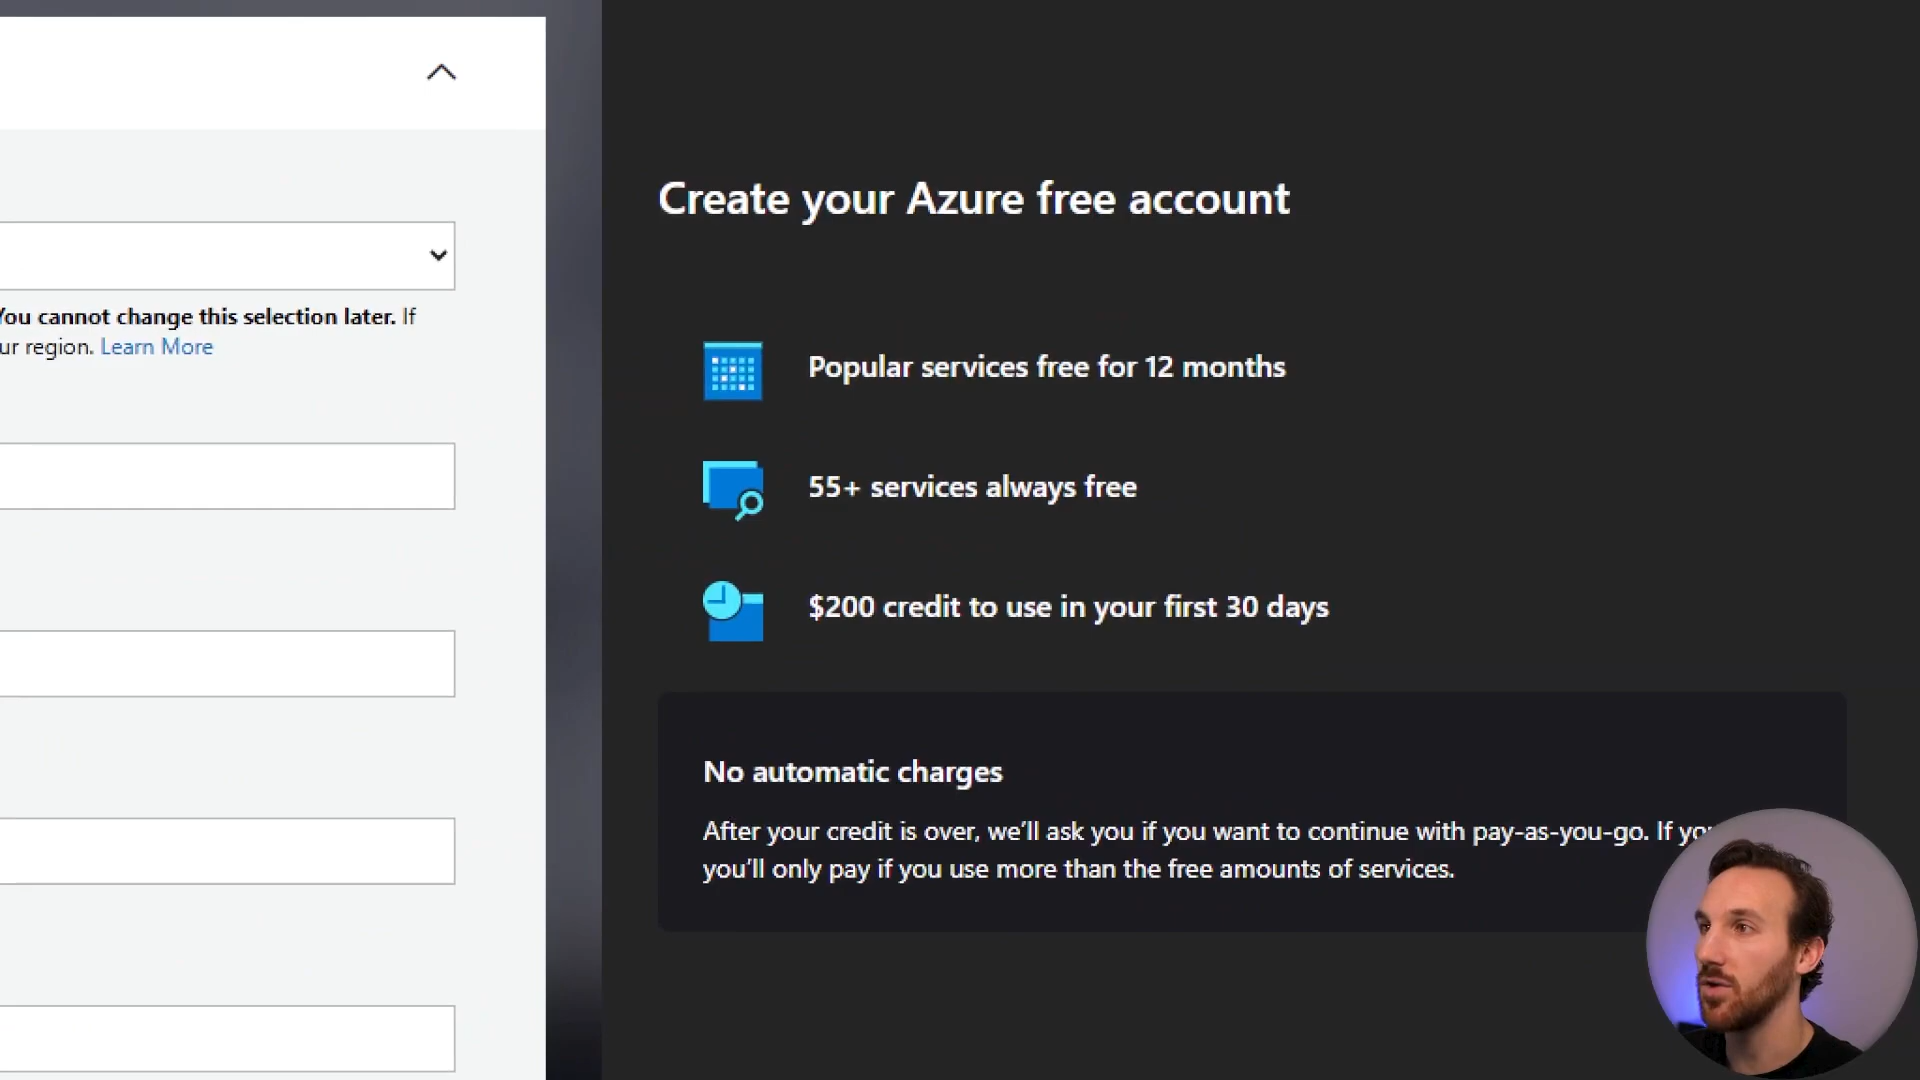 You cannot change this selection later. If
ur region. Learn More
Create your Azure free account
Popular services free for 12 months
55+ services always free
$200 credit to use in your first 30 days
No automatic charges
After your credit is over, we’ll ask you if you want to continue with pay-as-you-go. If
you’ll only pay if you use more than the free amounts of services.